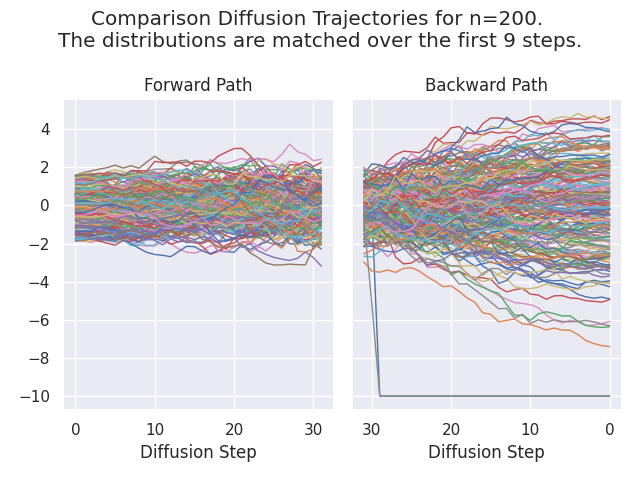 Comparison Diffusion Trajectories for n=200.
The distributions are matched over the first 9 steps.
Forward Path
Backward Path
4
2
0
−2
−4
−6
−8
−10
0 10 20 30
30 20 10 0
Diffusion Step
Diffusion Step